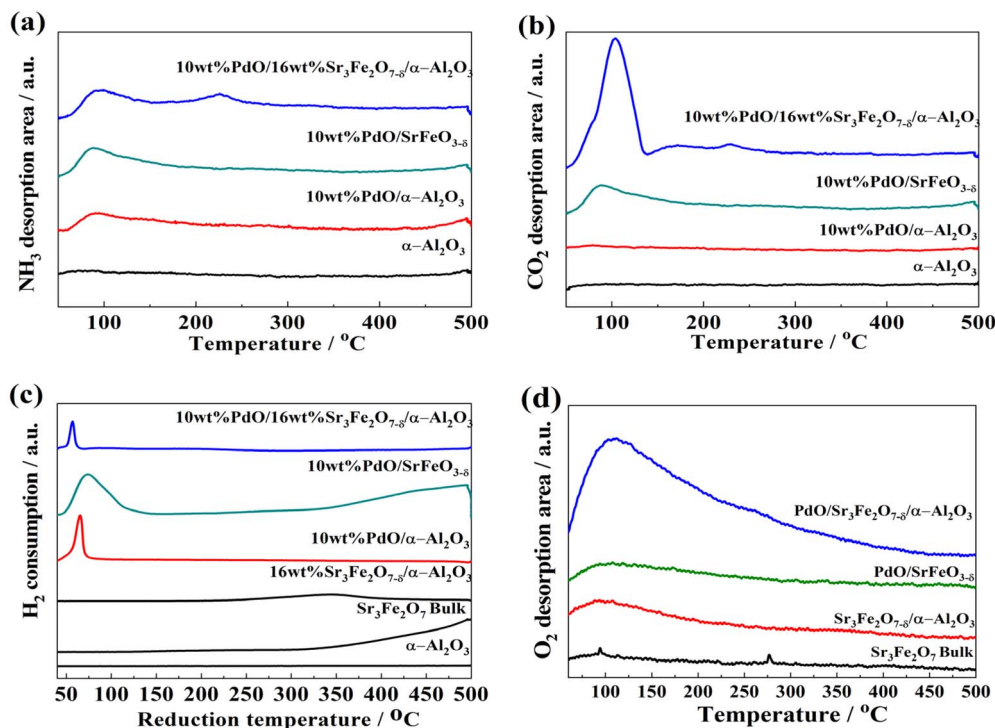 (a)
NH₃ desorption area / a.u.
10wt%PdO/16wt%Sr₃Fe₂O₇₋δ/α−Al₂O₃
10wt%PdO/SrFeO₃₋δ
10wt%PdO/α−Al₂O₃
α−Al₂O₃
100 200 300 400 500
Temperature / ºC
(b)
CO₂ desorption area / a.u.
10wt%PdO/16wt%Sr₃Fe₂O₇₋δ/α−Al₂O₃
10wt%PdO/SrFeO₃₋δ
10wt%PdO/α−Al₂O₃
α−Al₂O₃
100 200 300 400 500
Temperature / ºC
(c)
H₂ consumption / a.u.
10wt%PdO/16wt%Sr₃Fe₂O₇₋δ/α−Al₂O₃
10wt%PdO/SrFeO₃₋δ
10wt%PdO/α−Al₂O₃
16wt%Sr₃Fe₂O₇₋δ/α−Al₂O₃
Sr₃Fe₂O₇ Bulk
α−Al₂O₃
50 100 150 200 250 300 350 400 450 500
Reduction temperature / ºC
(d)
O₂ desorption area / a.u.
PdO/Sr₃Fe₂O₇₋δ/α−Al₂O₃
PdO/SrFeO₃₋δ
Sr₃Fe₂O₇₋δ/α−Al₂O₃
Sr₃Fe₂O₇ Bulk
100 150 200 250 300 350 400 450 500
Temperature / ºC